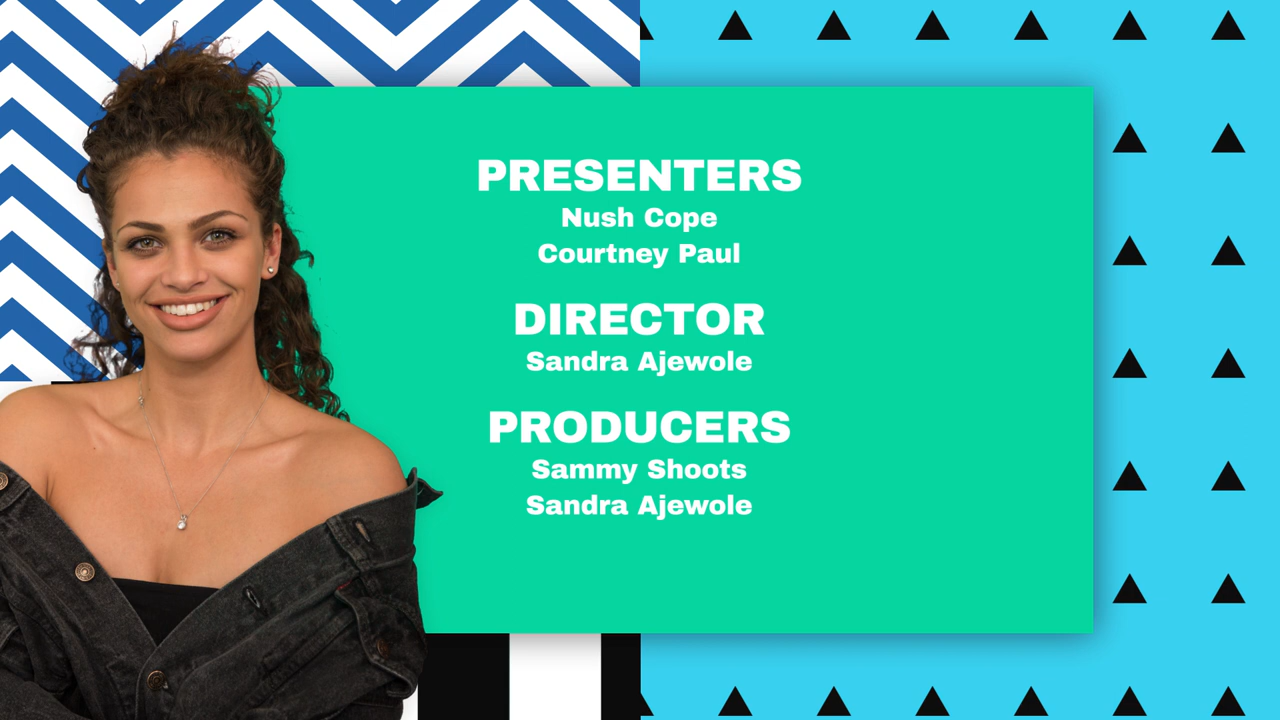 PRESENTERS
Nush Cope
Courtney Paul
DIRECTOR
Sandra Ajewole
PRODUCERS
Sammy Shoots
Sandra Ajewole